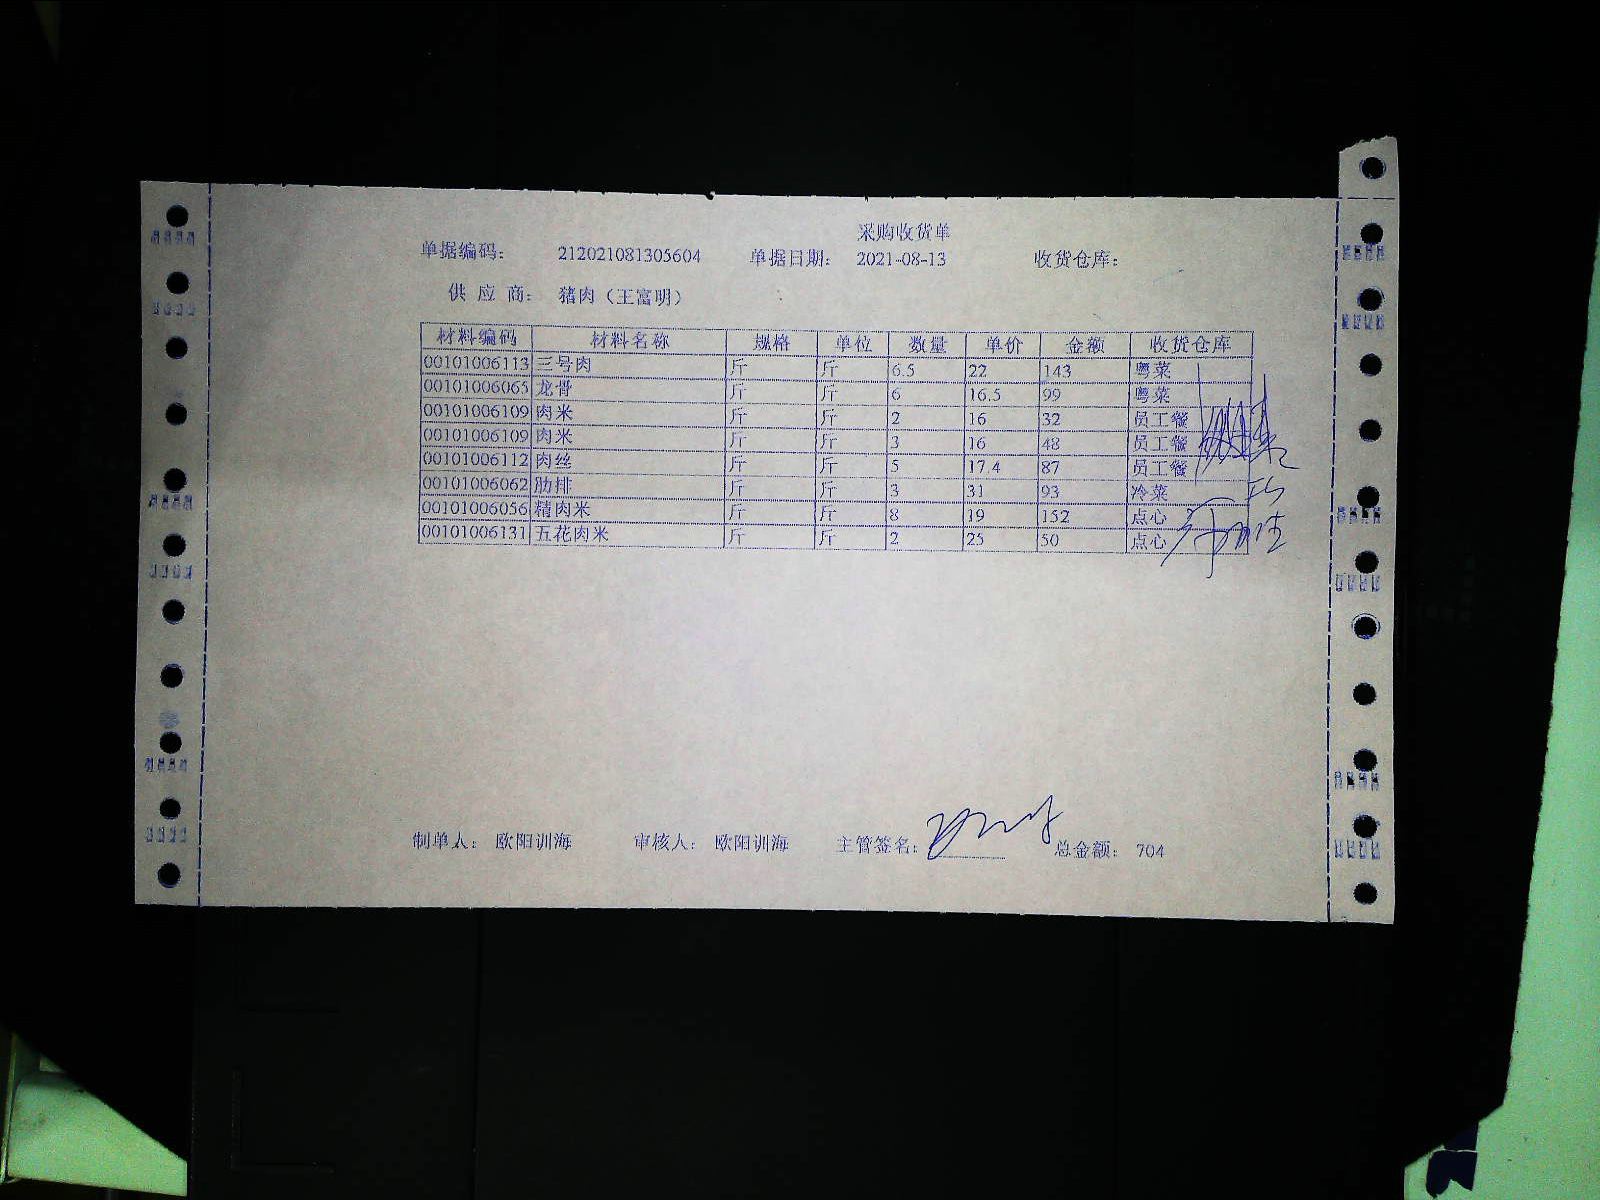 采购收货单
单据编码: 212021081305604 单据日期: 2021-08-13 收货仓库:
供 应 商: 猪肉(王富明)
材料编码 材料名称 规格 单位 数量 单价 金额 收货仓库
00101006113 三号肉 斤 斤 6.5 22 143 粤菜
00101006065 龙骨 斤 斤 6 16.5 99 粤菜
00101006109 肉米 斤 斤 2 16 32 员工餐
00101006109 肉米 斤 斤 3 16 48 员工餐
00101006112 肉丝 斤 斤 5 17.4 87 员工餐
00101006062 肋排 斤 斤 3 31 93 冷菜
00101006056 精肉米 斤 斤 8 19 152 点心
00101006131 五花肉米 斤 斤 2 25 50 点心
制单人: 欧阳训海 审核人: 欧阳训海 主管签名: 总金额: 704